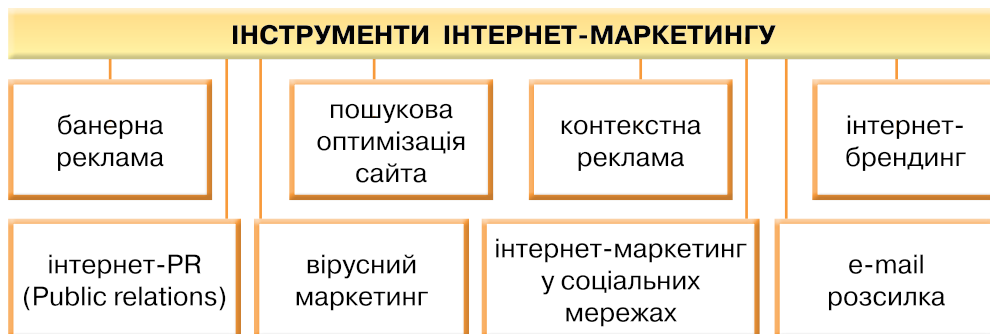 ІНСТРУМЕНТИ ІНТЕРНЕТ-МАРКЕТИНГУ
банерна
реклама
пошукова
оптимізація
сайта
контекстна
реклама
інтернет-
брендинг
інтернет-PR
(Public relations)
вірусний
маркетинг
інтернет-маркетинг
у соціальних
мережах
e-mail
розсилка